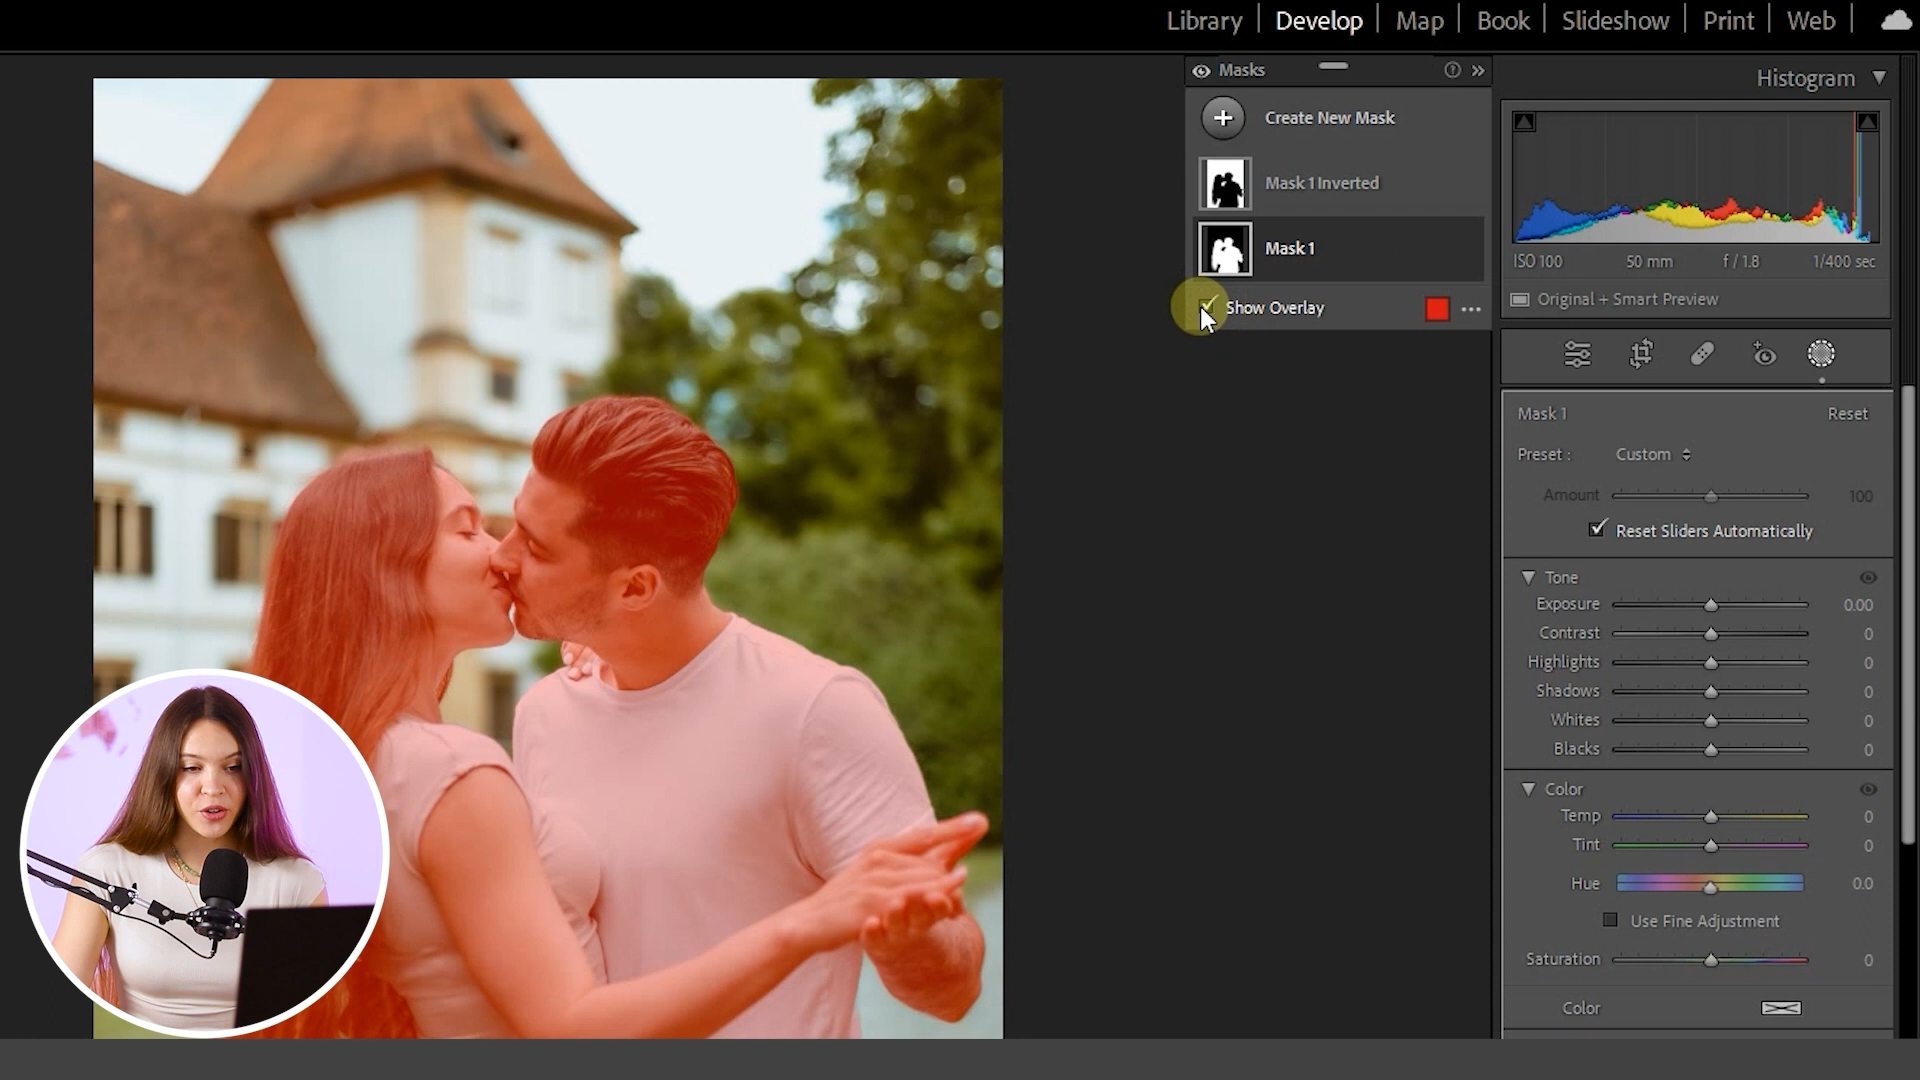 Library | Develop | Map | Book | Slideshow | Print | Web |
Masks
Create New Mask
Mask 1 Inverted
Mask 1
Show Overlay
Histogram
ISO 100 50 mm f / 1.8 1/400 sec
Original + Smart Preview
Mask 1 Reset
Preset : Custom
Amount 100
Reset Sliders Automatically
Tone
Exposure 0.00
Contrast 0
Highlights 0
Shadows 0
Whites 0
Blacks 0
Color
Temp 0
Tint 0
Hue 0.0
Use Fine Adjustment
Saturation 0
Color